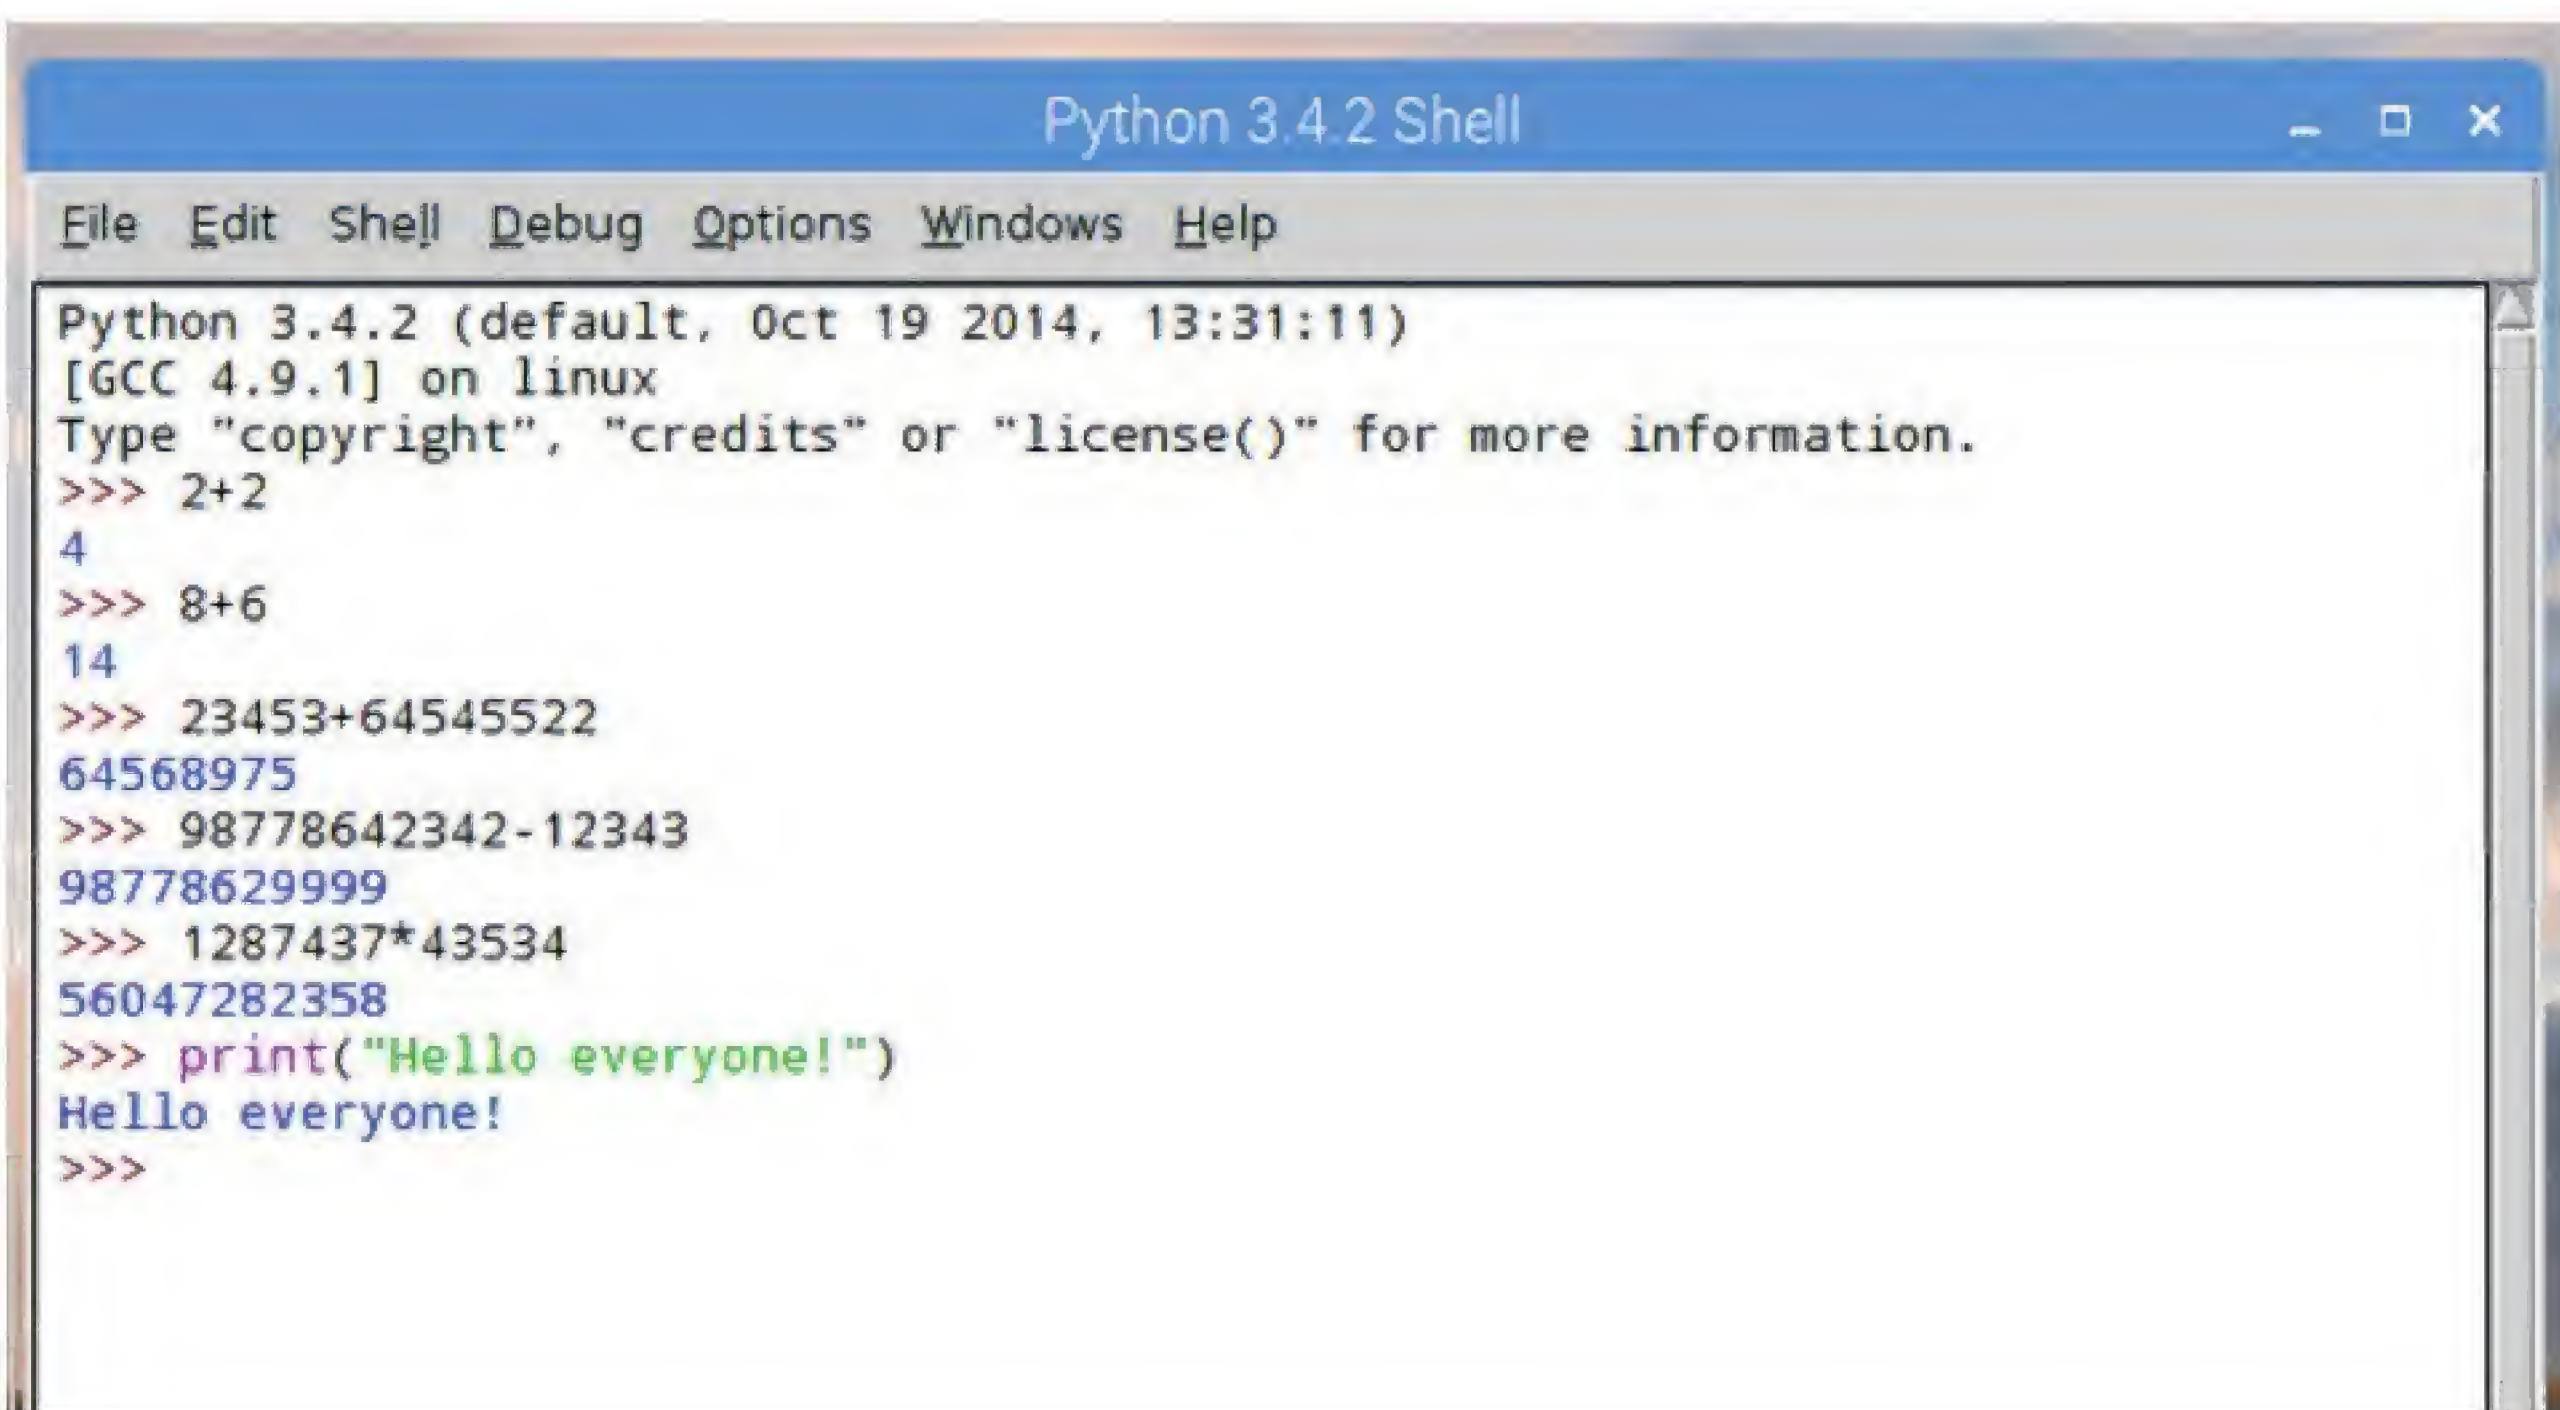 Python 3.4.2 Shell
File Edit Shell Debug Options Windows Help
Python 3.4.2 (default, Oct 19 2014, 13:31:11)
[GCC 4.9.1] on linux
Type "copyright", "credits" or "license()" for more information.
>>> 2+2
4
>>> 8+6
14
>>> 23453+64545522
64568975
>>> 98778642342-12343
98778629999
>>> 1287437*43534
56047282358
>>> print("Hello everyone!")
Hello everyone!
>>>